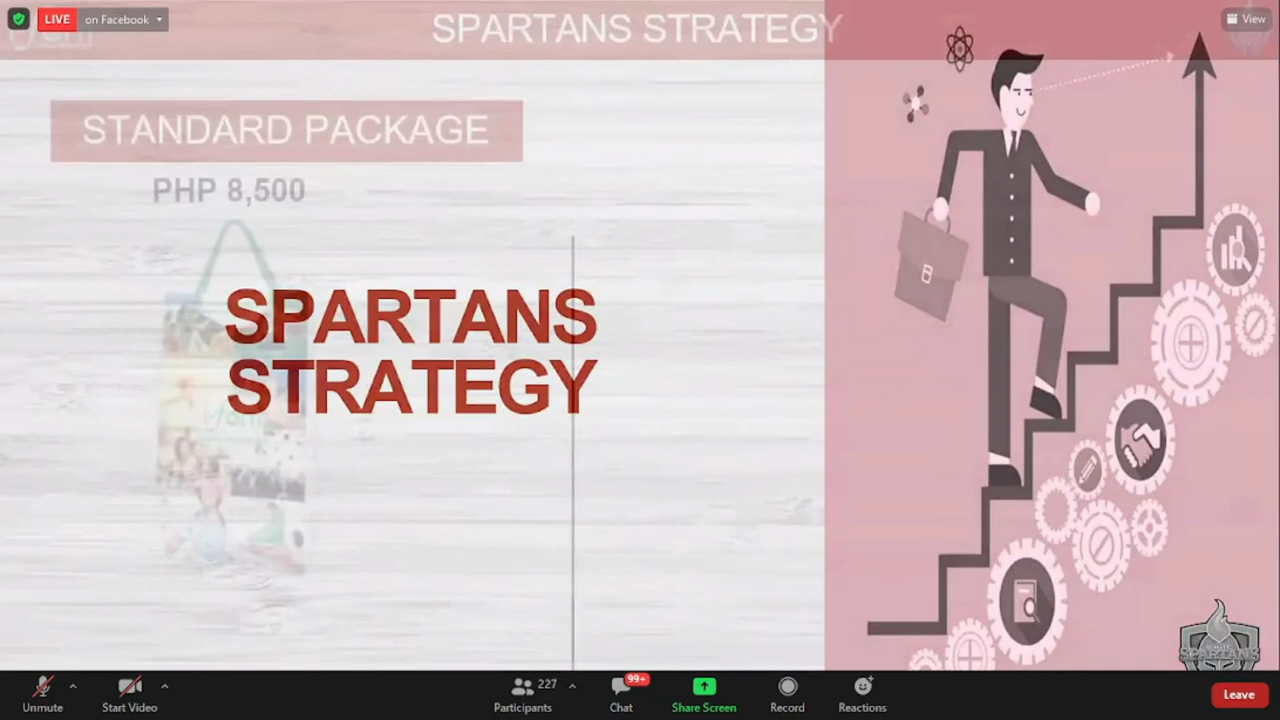 LIVE on Facebook
View
SPARTANS STRATEGY
STANDARD PACKAGE
PHP 8,500
SPARTANS
STRATEGY
SPARTANS
Unmute
Start Video
227
Participants
99+
Chat
Share Screen
Record
Reactions
Leave